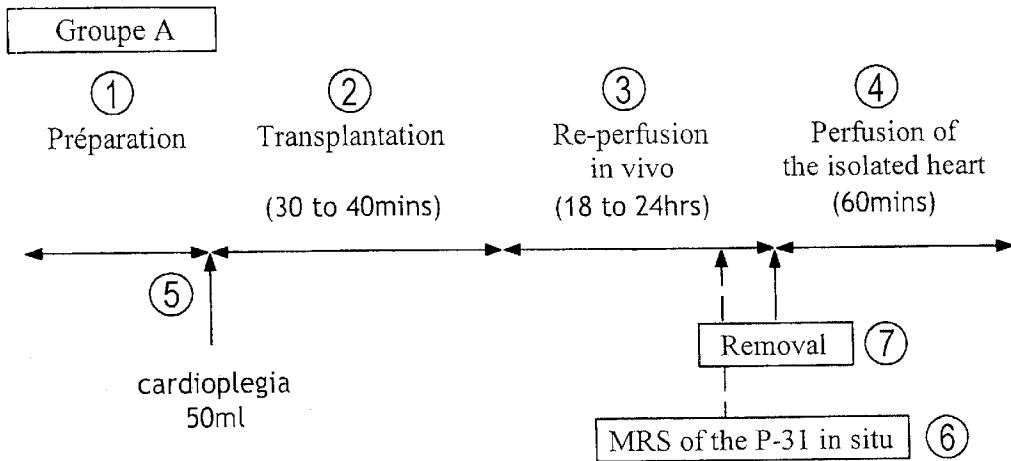 Groupe A
① ② ③ ④
Préparation Transplantation Re-perfusion Perfusion of
in vivo the isolated heart
(30 to 40mins) (18 to 24hrs) (60mins)
⑤
Removal ⑦
cardioplegia
50ml
MRS of the P-31 in situ ⑥